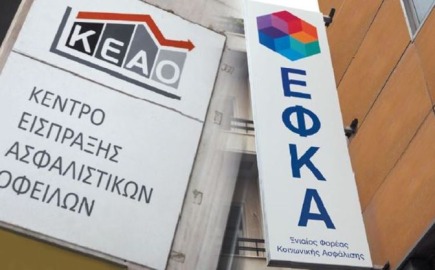 ΚΕΑΟ
ΚΕΝΤΡΟ
ΕΙΣΠΡΑΞΗΣ
ΑΣΦΑΛΙΣΤΙΚΩΝ
ΟΦΕΙΛΩΝ
ΕΦΚΑ
Ενιαίος Φορέας
Κοινωνικής Ασφάλισης